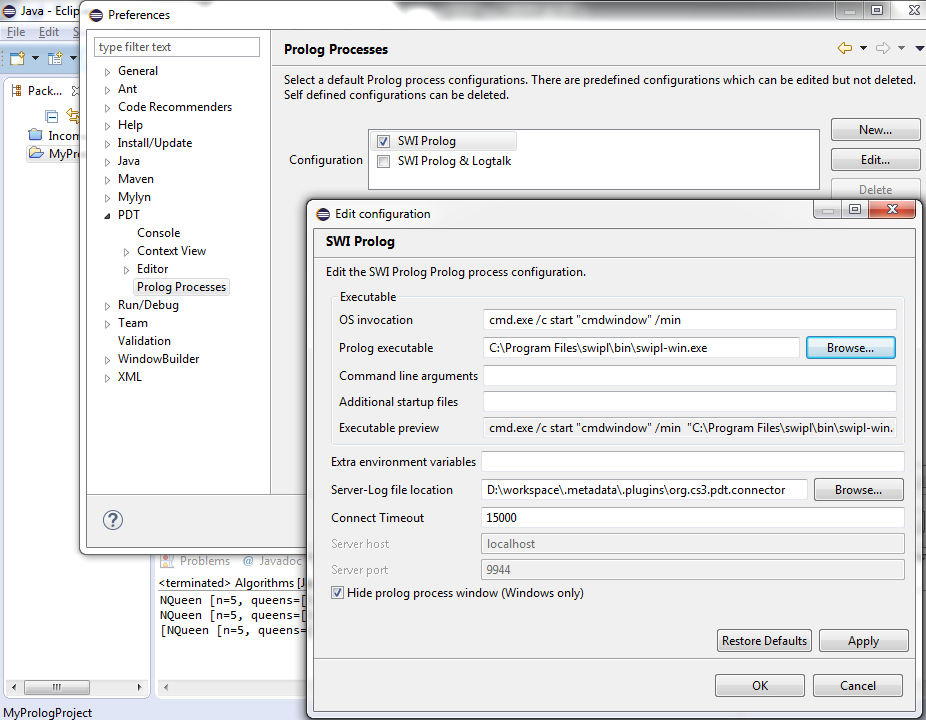 Java - Eclip
Preferences
File Edit S
type filter text
Prolog Processes
Select a default Prolog process configurations. There are predefined configurations which can be edited but not deleted.
Self defined configurations can be deleted.
Pack...
Incom
MyPro
General
Ant
Code Recommenders
Help
Install/Update
Java
Maven
Mylyn
PDT
Console
Context View
Editor
Prolog Processes
Run/Debug
Team
Validation
WindowBuilder
XML
Configuration
SWI Prolog
SWI Prolog & Logtalk
New...
Edit...
Delete
Edit configuration
SWI Prolog
Edit the SWI Prolog Prolog process configuration.
Executable
OS invocation cmd.exe /c start "cmdwindow" /min
Prolog executable C:\Program Files\swipl\bin\swipl-win.exe Browse...
Command line arguments
Additional startup files
Executable preview cmd.exe /c start "cmdwindow" /min "C:\Program Files\swipl\bin\swipl-win.
Extra environment variables
Server-Log file location D:\workspace\.metadata\.plugins\org.cs3.pdt.connector Browse...
Connect Timeout 15000
Server host localhost
Server port 9944
Hide prolog process window (Windows only)
Restore Defaults Apply
OK Cancel
Problems @ Javadoc
<terminated> Algorithms [J
NQueen [n=5, queens=[
NQueen [n=5, queens=[
[NQueen [n=5, queens=
MyPrologProject